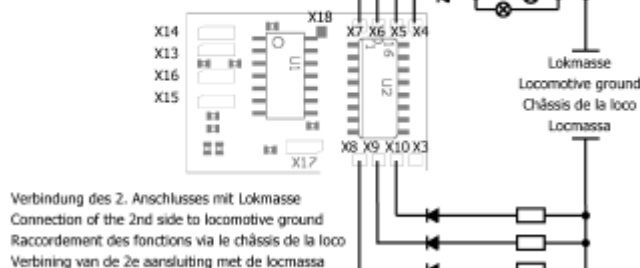 X18
X14
X7 X6 X5 X4
X13
16
U1
U2
X16
X15
Lokmasse
Locomotive ground
Châssis de la loco
Locmassa
X17
X8 X9 X10 X3
Verbindung des 2. Anschlusses mit Lokmasse
Connection of the 2nd side to locomotive ground
Raccordement des fonctions via le châssis de la loco
Verbining van de 2e aansluiting met de locmassa